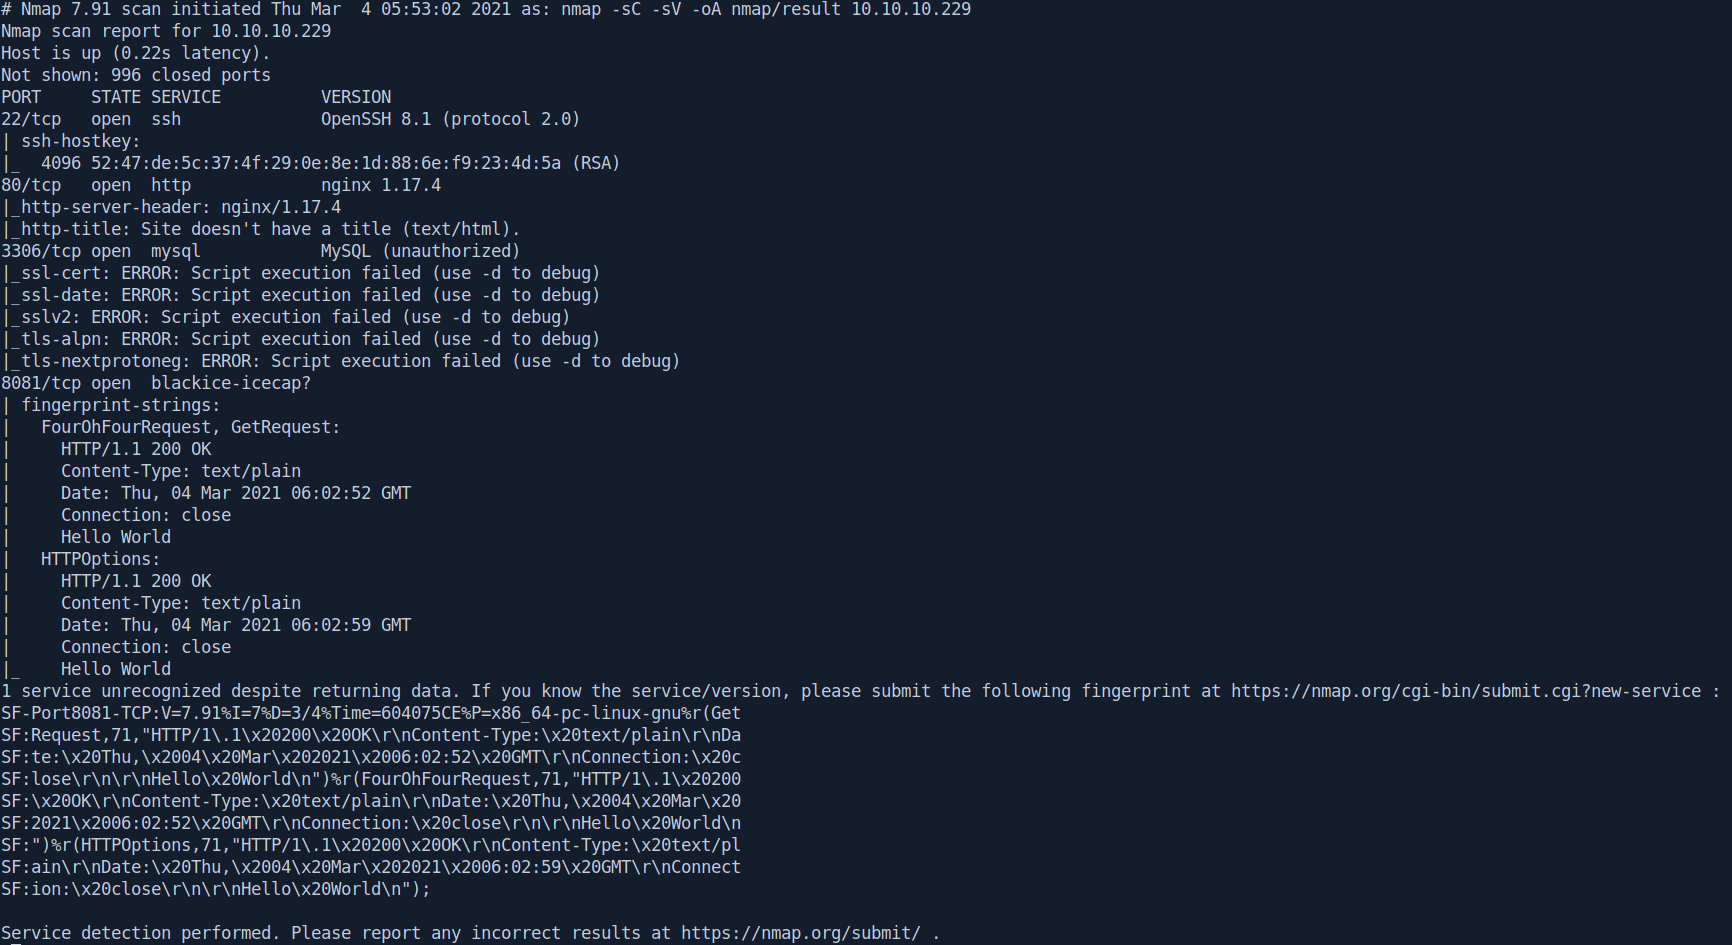 # Nmap 7.91 scan initiated Thu Mar  4 05:53:02 2021 as: nmap -sC -sV -oA nmap/result 10.10.10.229
Nmap scan report for 10.10.10.229
Host is up (0.22s latency).
Not shown: 996 closed ports
PORT     STATE SERVICE         VERSION
22/tcp   open  ssh             OpenSSH 8.1 (protocol 2.0)
| ssh-hostkey:
|_  4096 52:47:de:5c:37:4f:29:0e:8e:1d:88:6e:f9:23:4d:5a (RSA)
80/tcp   open  http            nginx 1.17.4
|_http-server-header: nginx/1.17.4
|_http-title: Site doesn't have a title (text/html).
3306/tcp open  mysql           MySQL (unauthorized)
|_ssl-cert: ERROR: Script execution failed (use -d to debug)
|_ssl-date: ERROR: Script execution failed (use -d to debug)
|_sslv2: ERROR: Script execution failed (use -d to debug)
|_tls-alpn: ERROR: Script execution failed (use -d to debug)
|_tls-nextprotoneg: ERROR: Script execution failed (use -d to debug)
8081/tcp open  blackice-icecap?
| fingerprint-strings:
|   FourOhFourRequest, GetRequest:
|     HTTP/1.1 200 OK
|     Content-Type: text/plain
|     Date: Thu, 04 Mar 2021 06:02:52 GMT
|     Connection: close
|     Hello World
|   HTTPOptions:
|     HTTP/1.1 200 OK
|     Content-Type: text/plain
|     Date: Thu, 04 Mar 2021 06:02:59 GMT
|     Connection: close
|_    Hello World
1 service unrecognized despite returning data. If you know the service/version, please submit the following fingerprint at https://nmap.org/cgi-bin/submit.cgi?new-service :
SF-Port8081-TCP:V=7.91%I=7%D=3/4%Time=604075CE%P=x86_64-pc-linux-gnu%r(Get
SF:Request,71,"HTTP/1\.1\x20200\x20OK\r\nContent-Type:\x20text/plain\r\nDa
SF:te:\x20Thu,\x2004\x20Mar\x202021\x2006:02:52\x20GMT\r\nConnection:\x20c
SF:lose\r\n\r\nHello\x20World\n")%r(FourOhFourRequest,71,"HTTP/1\.1\x20200
SF:\x20OK\r\nContent-Type:\x20text/plain\r\nDate:\x20Thu,\x2004\x20Mar\x20
SF:2021\x2006:02:52\x20GMT\r\nConnection:\x20close\r\n\r\nHello\x20World\n
SF:")%r(HTTPOptions,71,"HTTP/1\.1\x20200\x20OK\r\nContent-Type:\x20text/pl
SF:ain\r\nDate:\x20Thu,\x2004\x20Mar\x202021\x2006:02:59\x20GMT\r\nConnect
SF:ion:\x20close\r\n\r\nHello\x20World\n");

Service detection performed. Please report any incorrect results at https://nmap.org/submit/ .